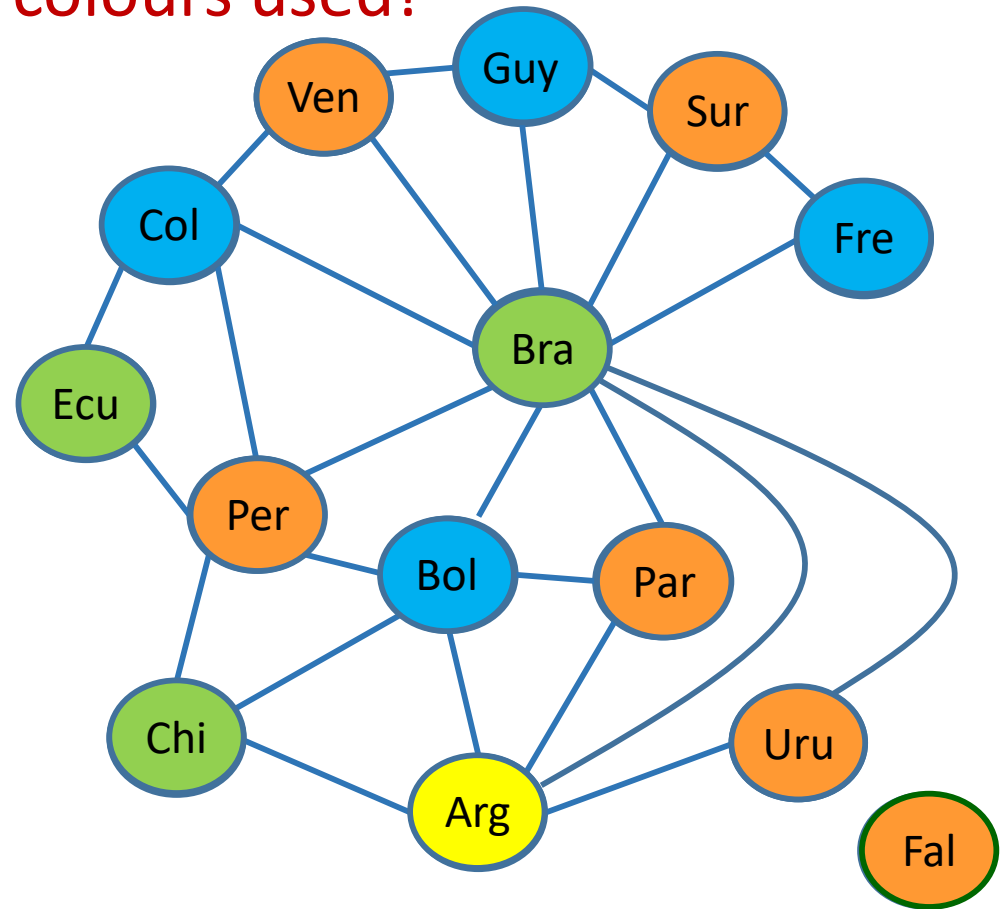 colours used?
Guy
Ven
Sur
Col
Fre
Bra
Ecu
Per
Bol
Par
Chi
Uru
Arg
Fal